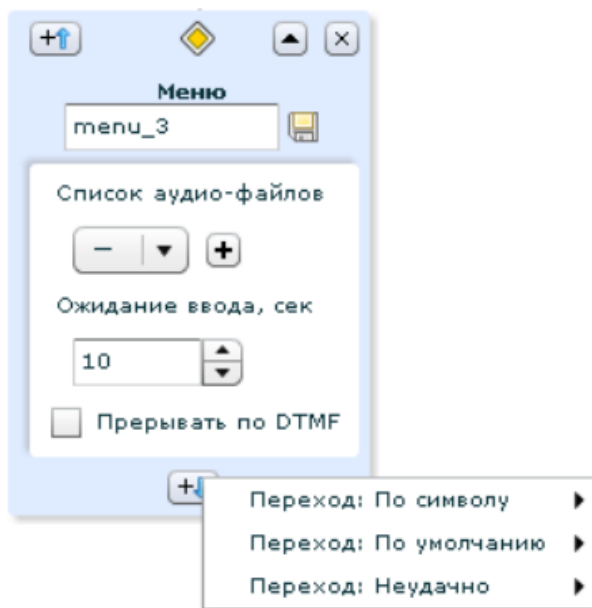 Меню
menu_3
Список аудио-файлов
–
Ожидание ввода, сек
10
Прерывать по DTMF
Переход: По символу
Переход: По умолчанию
Переход: Неудачно